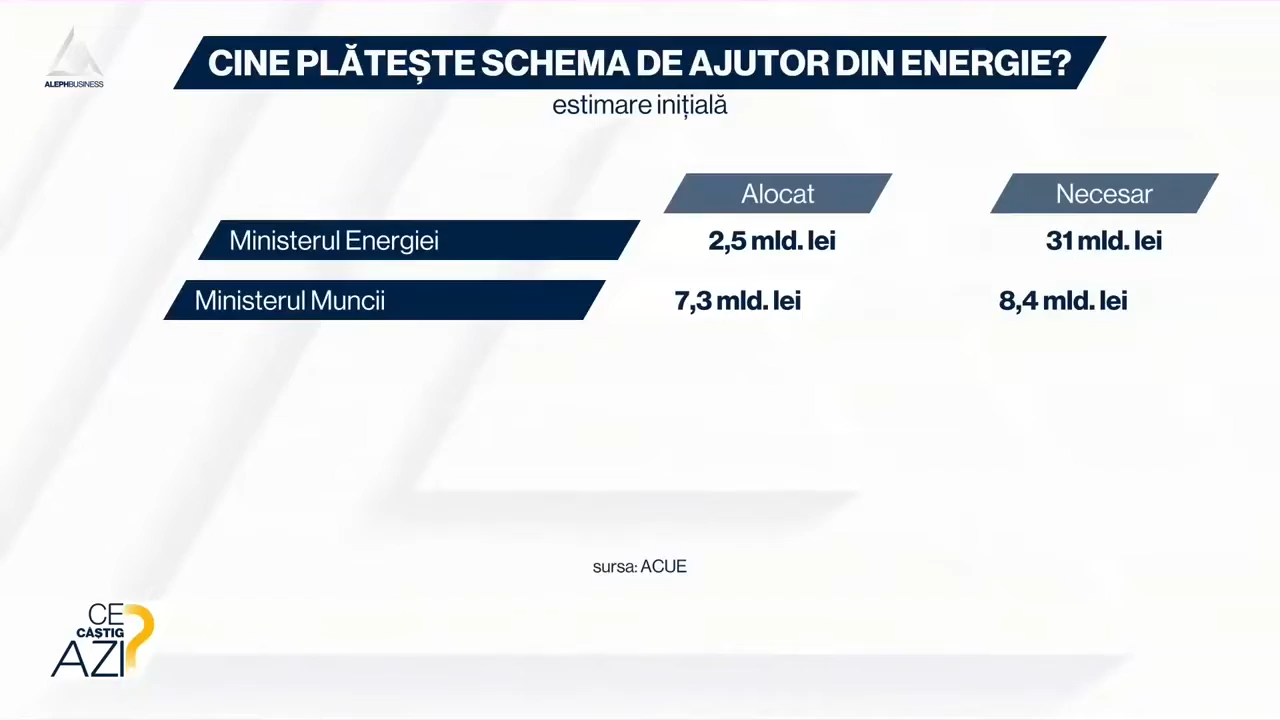 ALEPHBUSINESS
CINE PLĂTEȘTE SCHEMA DE AJUTOR DIN ENERGIE?
estimare inițială
Alocat Necesar
Ministerul Energiei 2,5 mld. lei 31 mld. lei
Ministerul Muncii 7,3 mld. lei 8,4 mld. lei
sursa: ACUE
CE
CÂȘTIG
AZI?